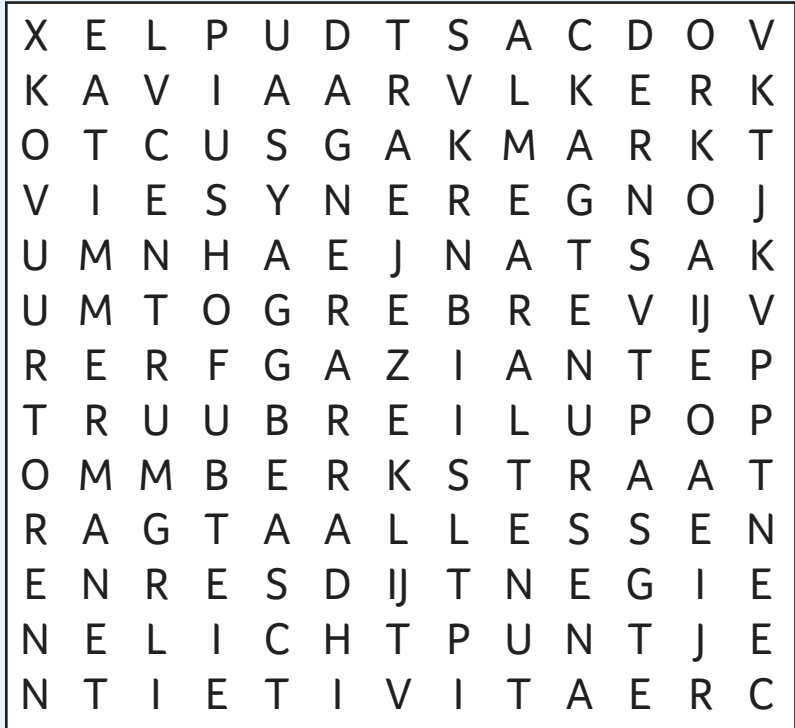 X E L P U D T S A C D O V
K A V I A A R V L K E R K
O T C U S G A K M A R K T
V I E S Y N E R E G N O J
U M N H A E J N A T S A K
U M T O G R E B R E V IJ V
R E R F G A Z I A N T E P
T R U U B R E I L U P O P
O M M B E R K S T R A A T
R A G T A A L L E S S E N
E N R E S D IJ T N E G I E
N E L I C H T P U N T J E
N T I E T I V I T A E R C